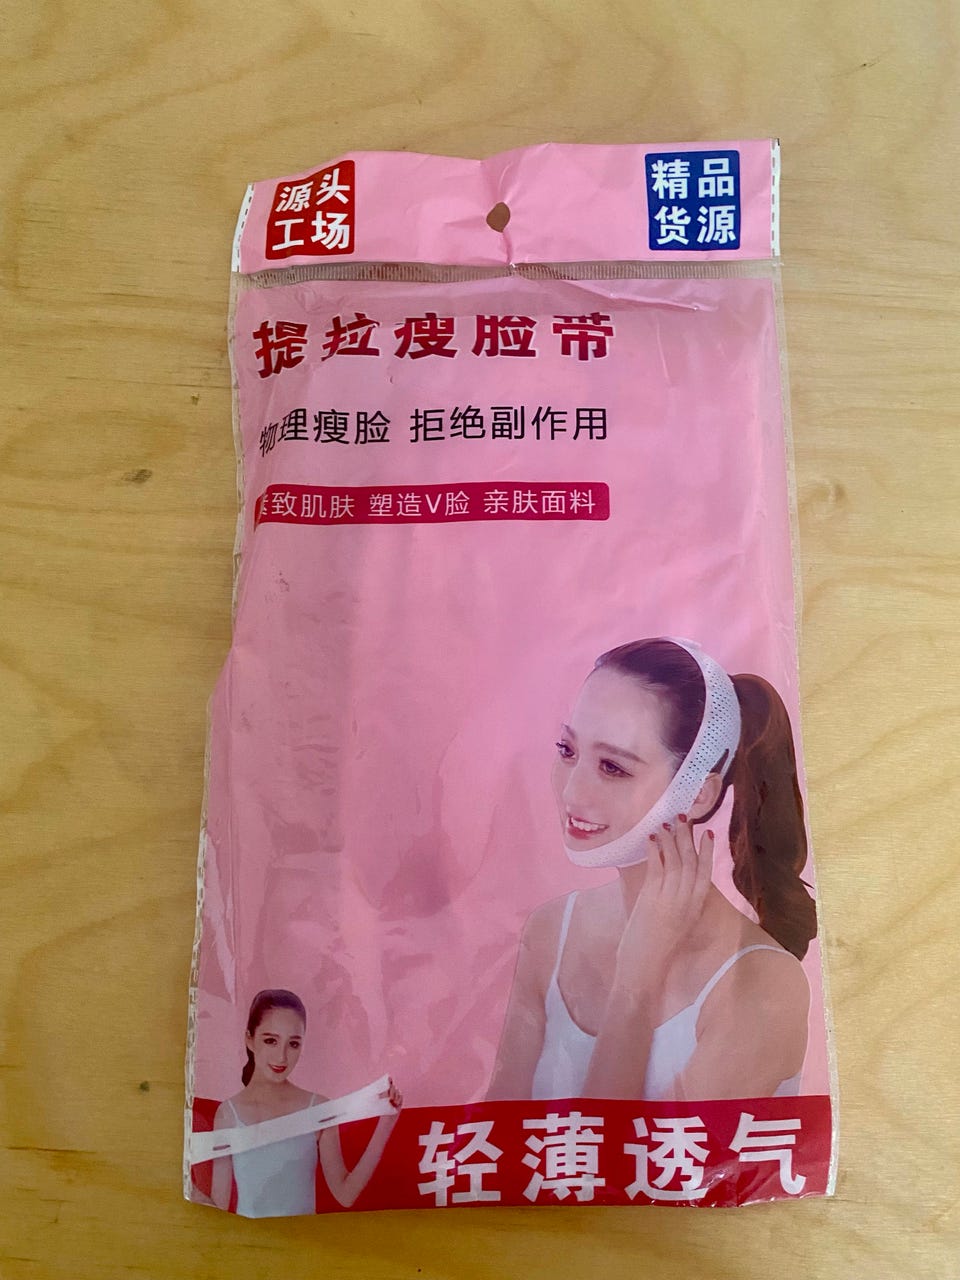 源头
工场
精品
货源
提拉瘦脸带
物理瘦脸 拒绝副作用
致肌肤 塑造V脸 亲肤面料
轻薄透气